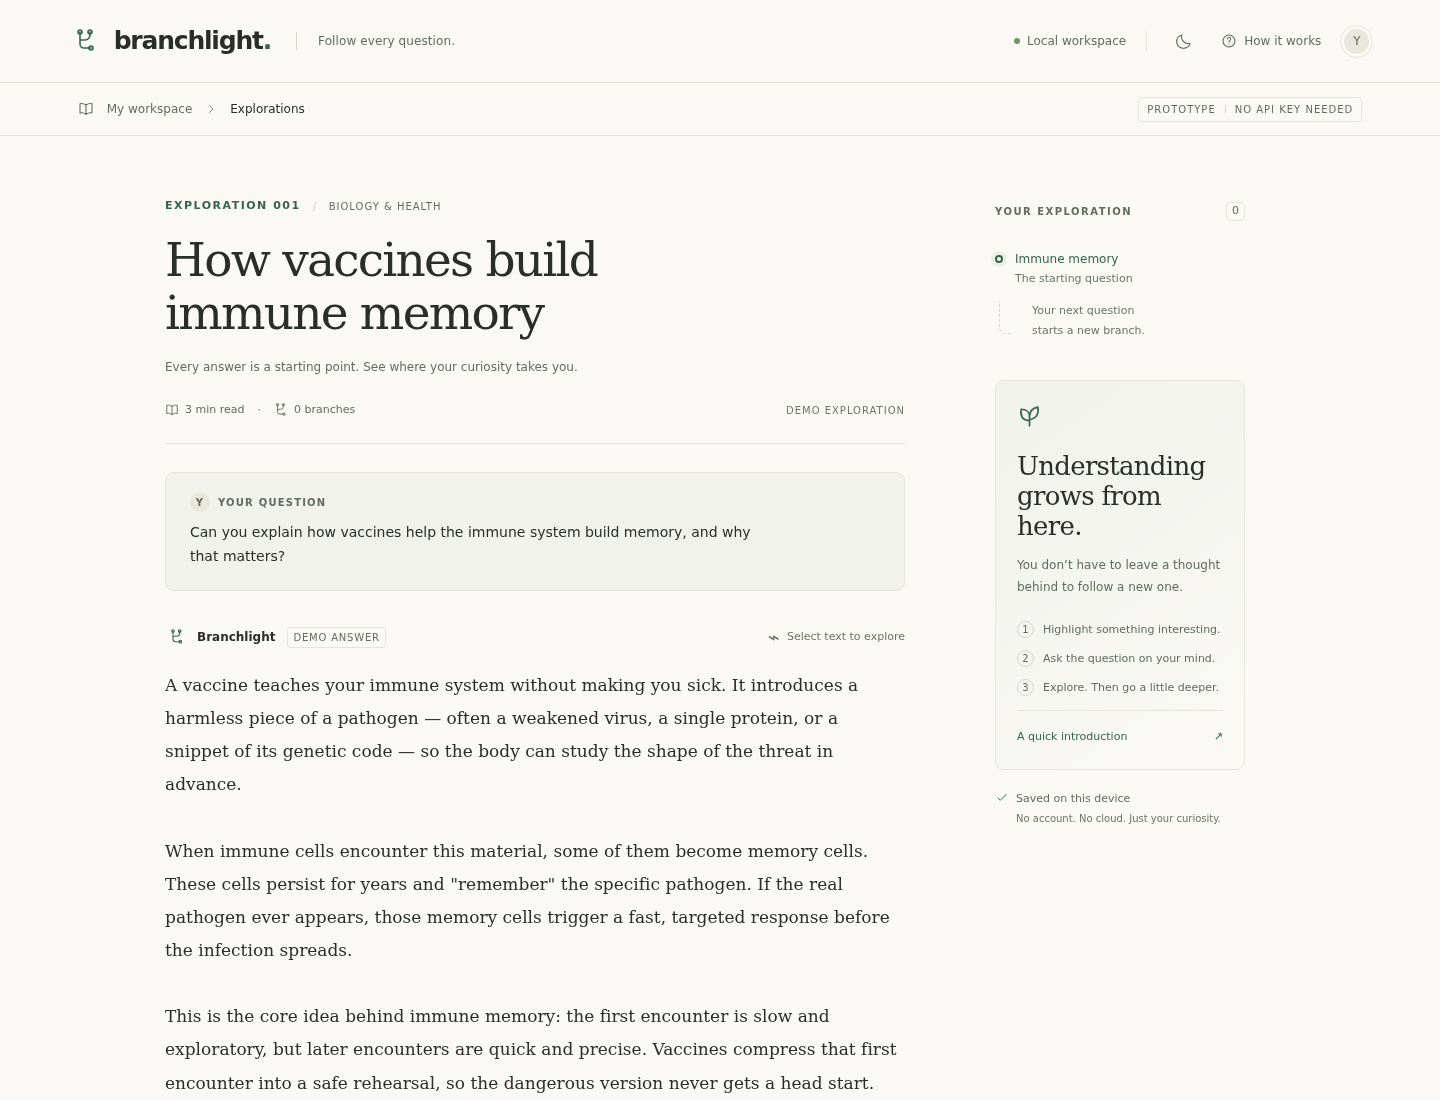 branchlight.
Follow every question.
Local workspace
How it works
Y
My workspace
Explorations
PROTOTYPE | NO API KEY NEEDED
EXPLORATION 001 / BIOLOGY & HEALTH
How vaccines build
immune memory
Every answer is a starting point. See where your curiosity takes you.
3 min read · 0 branches
DEMO EXPLORATION
Y YOUR QUESTION
Can you explain how vaccines help the immune system build memory, and why
that matters?
Branchlight DEMO ANSWER
Select text to explore
A vaccine teaches your immune system without making you sick. It introduces a
harmless piece of a pathogen — often a weakened virus, a single protein, or a
snippet of its genetic code — so the body can study the shape of the threat in
advance.
When immune cells encounter this material, some of them become memory cells.
These cells persist for years and "remember" the specific pathogen. If the real
pathogen ever appears, those memory cells trigger a fast, targeted response before
the infection spreads.
This is the core idea behind immune memory: the first encounter is slow and
exploratory, but later encounters are quick and precise. Vaccines compress that first
encounter into a safe rehearsal, so the dangerous version never gets a head start.
YOUR EXPLORATION 0
Immune memory
The starting question
Your next question
starts a new branch.
Understanding
grows from
here.
You don’t have to leave a thought
behind to follow a new one.
1 Highlight something interesting.
2 Ask the question on your mind.
3 Explore. Then go a little deeper.
A quick introduction ↗
Saved on this device
No account. No cloud. Just your curiosity.